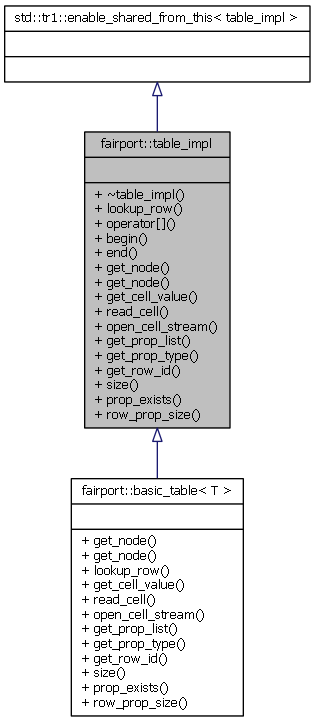 std::tr1::enable_shared_from_this< table_impl >
fairport::table_impl
+ ~table_impl()
+ lookup_row()
+ operator[]()
+ begin()
+ end()
+ get_node()
+ get_node()
+ get_cell_value()
+ read_cell()
+ open_cell_stream()
+ get_prop_list()
+ get_prop_type()
+ get_row_id()
+ size()
+ prop_exists()
+ row_prop_size()
fairport::basic_table< T >
+ get_node()
+ get_node()
+ lookup_row()
+ get_cell_value()
+ read_cell()
+ open_cell_stream()
+ get_prop_list()
+ get_prop_type()
+ get_row_id()
+ size()
+ prop_exists()
+ row_prop_size()